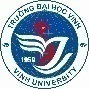 TRƯỜNG ĐẠI HỌC VINH
1959
VINH UNIVERSITY